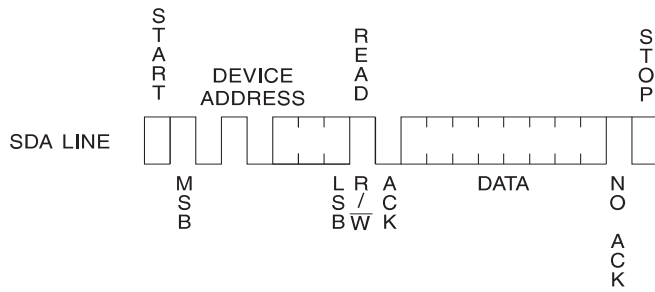 START
DEVICE
ADDRESS
READ
STOP
SDA LINE
MSB
LSB
R/W
ACK
DATA
NO ACK